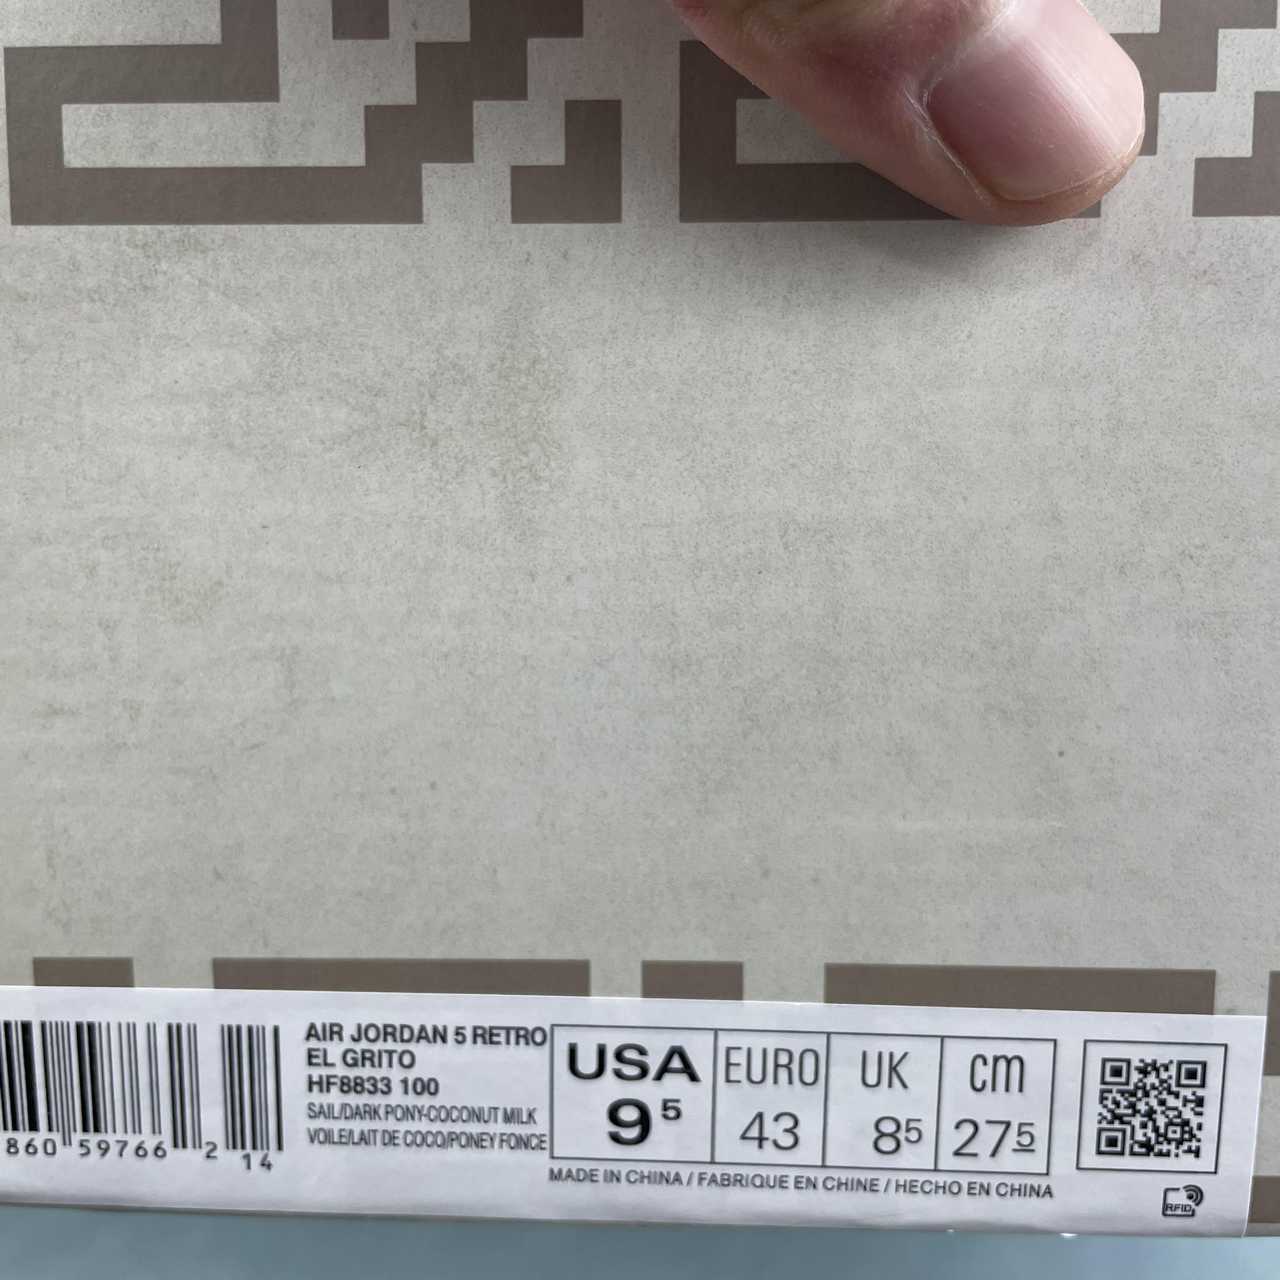 AIR JORDAN 5 RETRO
EL GRITO
HF8833 100
SAIL/DARK PONY-COCONUT MILK
VOILE/LAIT DE COCO/PONEY FONCE
860 59766 2 14
USA EURO UK cm
9⁵ 43 8⁵ 27⁵
MADE IN CHINA / FABRIQUE EN CHINE / HECHO EN CHINA
RFID